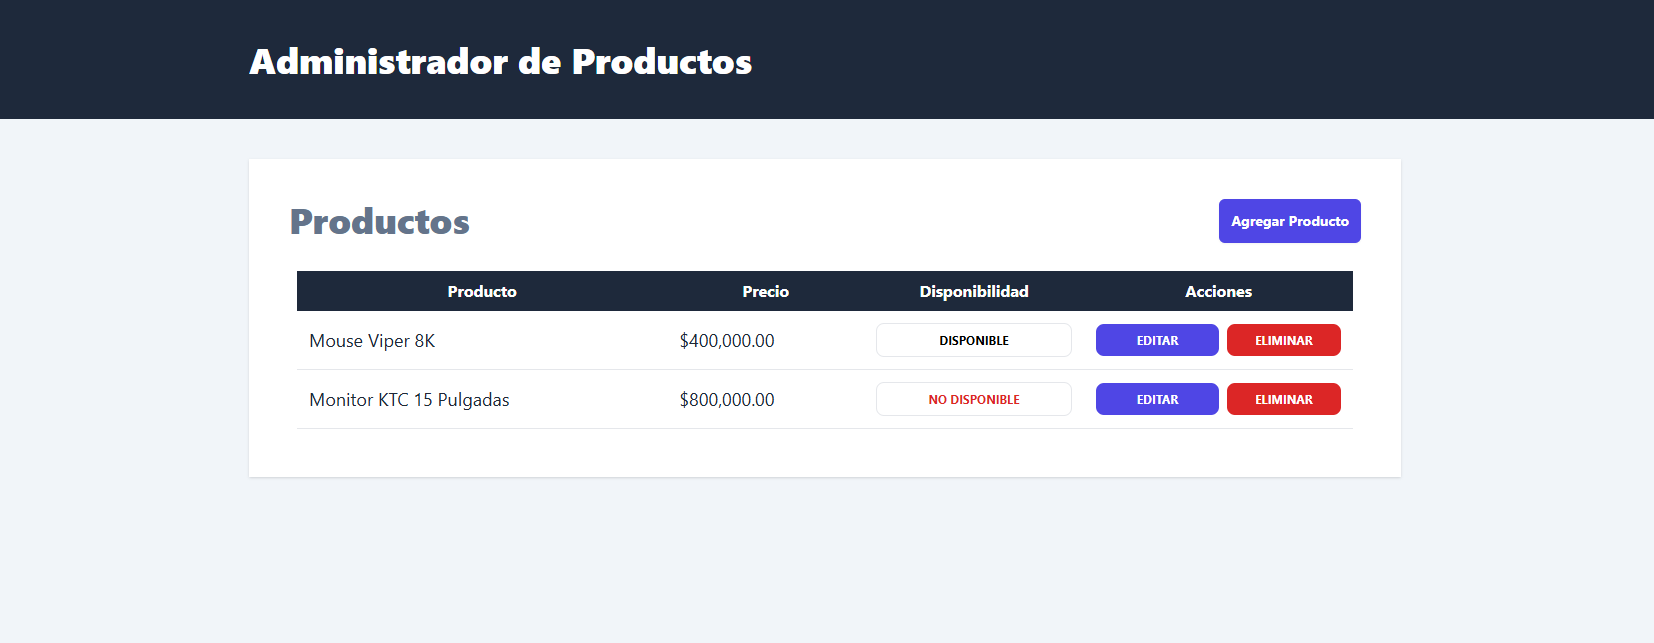 Administrador de Productos
Productos
Agregar Producto
Producto Precio Disponibilidad Acciones
Mouse Viper 8K $400,000.00 DISPONIBLE EDITAR ELIMINAR
Monitor KTC 15 Pulgadas $800,000.00 NO DISPONIBLE EDITAR ELIMINAR